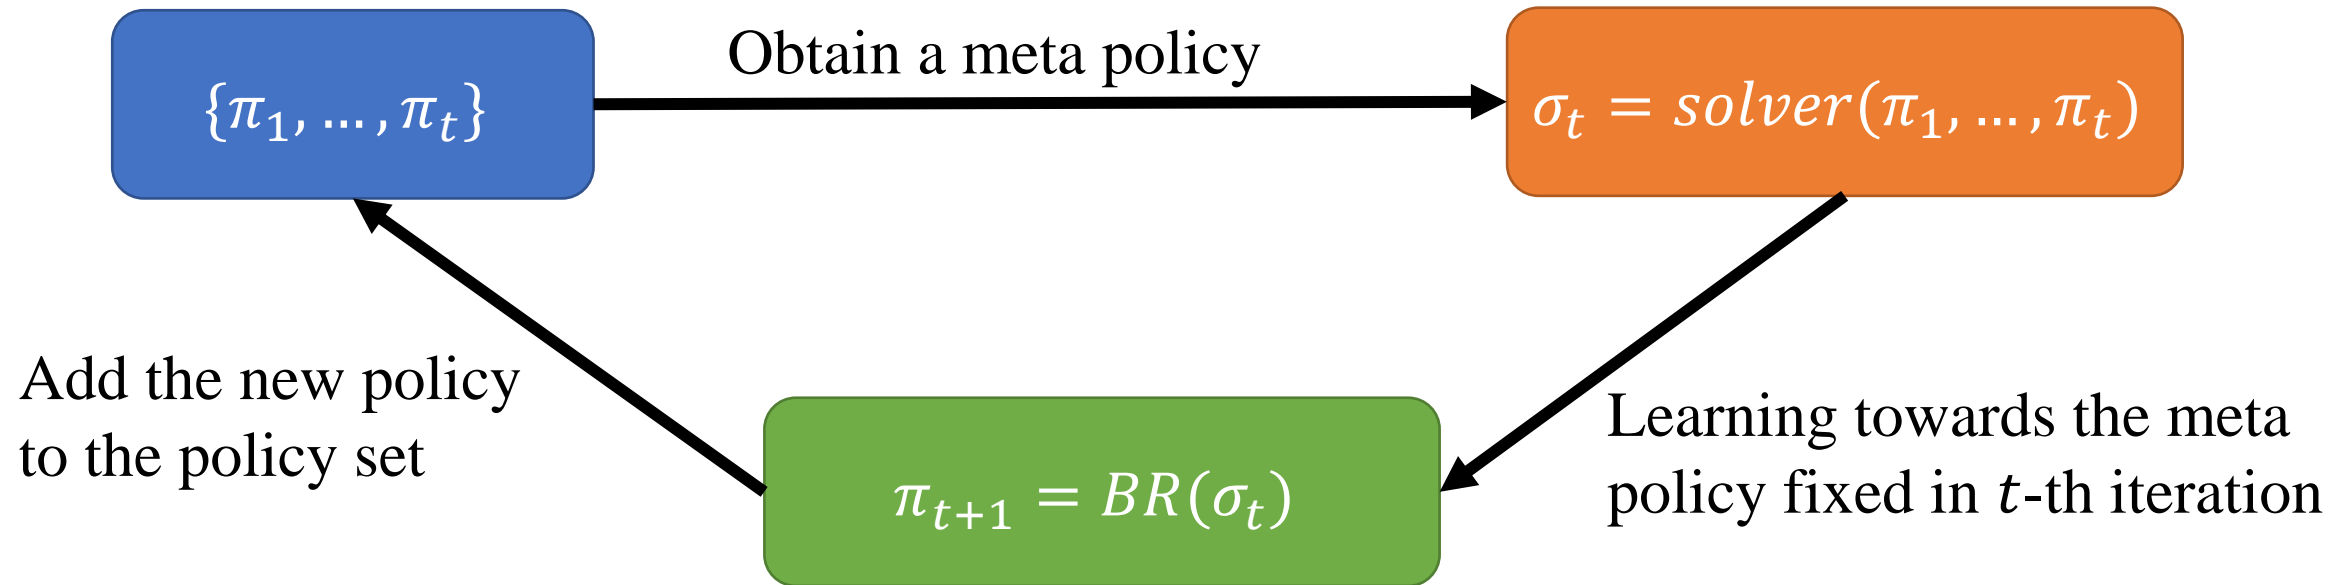 Obtain a meta policy
{π₁, …, πₜ}
σₜ = solver(π₁, …, πₜ)
Add the new policy
to the policy set
Learning towards the meta
policy fixed in t-th iteration
πₜ₊₁ = BR(σₜ)